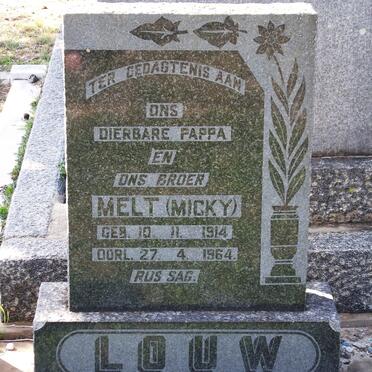 TER GEDAGTENIS AAN
ONS
DIERBARE PAPPA
EN
ONS BROER
MELT (MICKY)
GEB. 10. 11. 1914
OORL. 27. 4. 1964.
RUS SAG.
LOUW